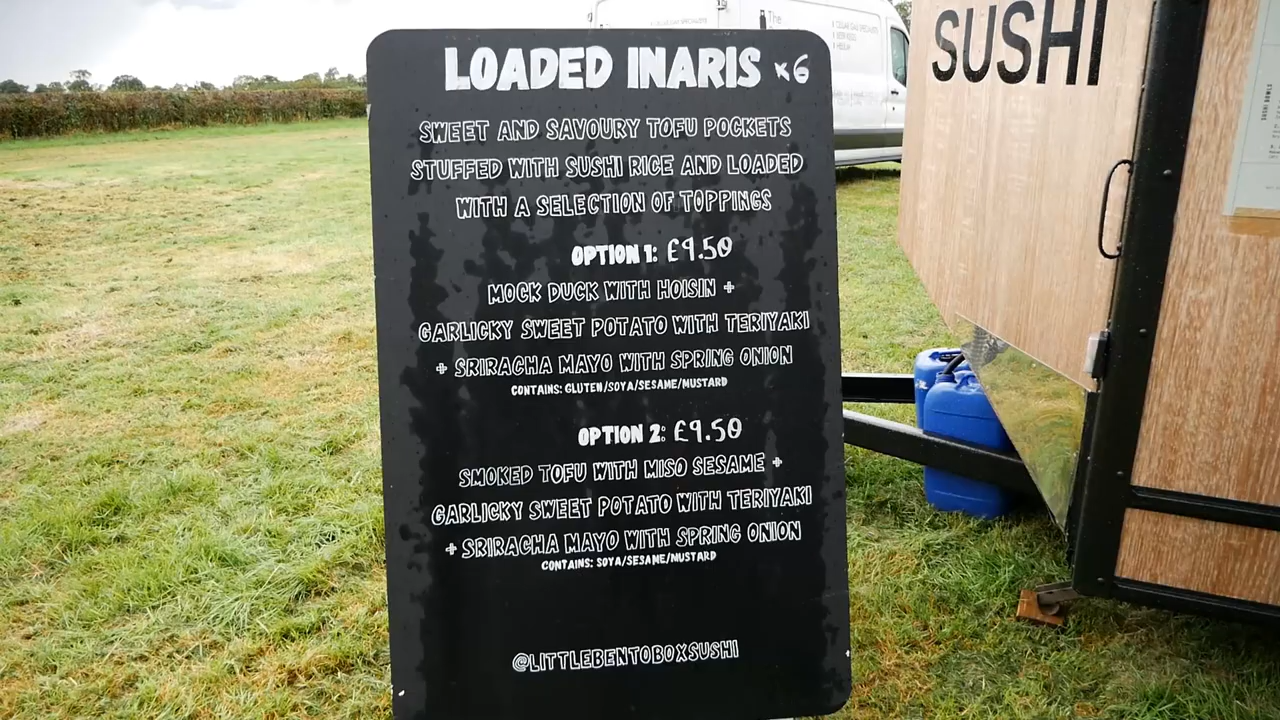 LOADED INARIS x6
SWEET AND SAVOURY TOFU POCKETS
STUFFED WITH SUSHI RICE AND LOADED
WITH A SELECTION OF TOPPINGS
OPTION 1: £9.50
MOCK DUCK WITH HOISIN +
GARLICKY SWEET POTATO WITH TERIYAKI
+ SRIRACHA MAYO WITH SPRING ONION
CONTAINS: GLUTEN/SOYA/SESAME/MUSTARD
OPTION 2: £9.50
SMOKED TOFU WITH MISO SESAME +
GARLICKY SWEET POTATO WITH TERIYAKI
+ SRIRACHA MAYO WITH SPRING ONION
CONTAINS: SOYA/SESAME/MUSTARD
@LITTLEBENTOBOXSUSHI
The
SUSHI
SUSHI BOWLS